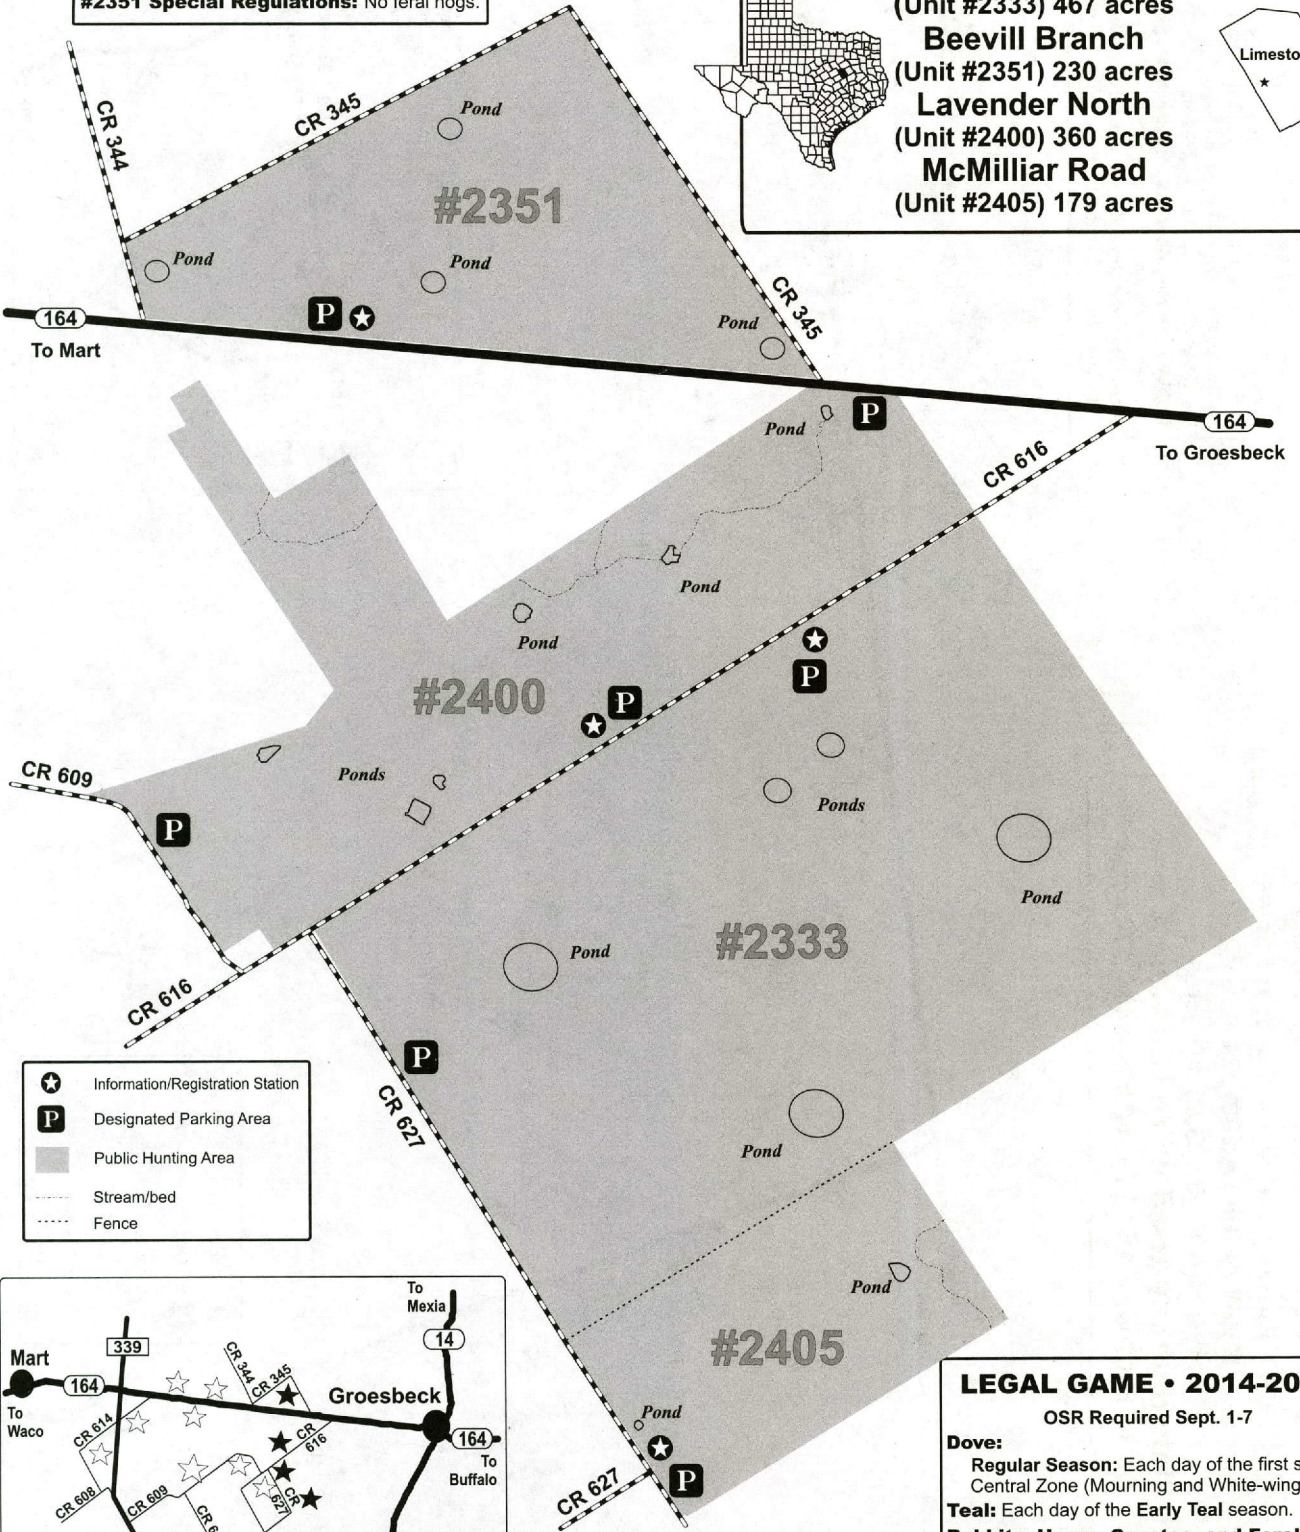 #2351 Special Regulations: No feral hogs.
(Unit #2333) 467 acres
Beevill Branch
(Unit #2351) 230 acres
Lavender North
(Unit #2400) 360 acres
McMilliar Road
(Unit #2405) 179 acres
Limesto
CR 344
CR 345
Pond
#2351
Pond
Pond
CR 345
Pond
P
164
To Mart
P
164
To Groesbeck
Pond
CR 616
Pond
Pond
#2400
P
P
Ponds
CR 609
P
Ponds
Pond
#2333
Pond
CR 616
P
CR 627
Pond
Information/Registration Station
P Designated Parking Area
Public Hunting Area
Stream/bed
Fence
Pond
#2405
Pond
P
CR 627
To
Mexia
14
339
Mart
164
CR 344
CR 345
Groesbeck
To
Waco
CR 614
CR
616
164
To
Buffalo
CR 608
CR 609
CR 6
CR
627
LEGAL GAME • 2014-20
OSR Required Sept. 1-7
Dove:
Regular Season: Each day of the first s
Central Zone (Mourning and White-wing
Teal: Each day of the Early Teal season.